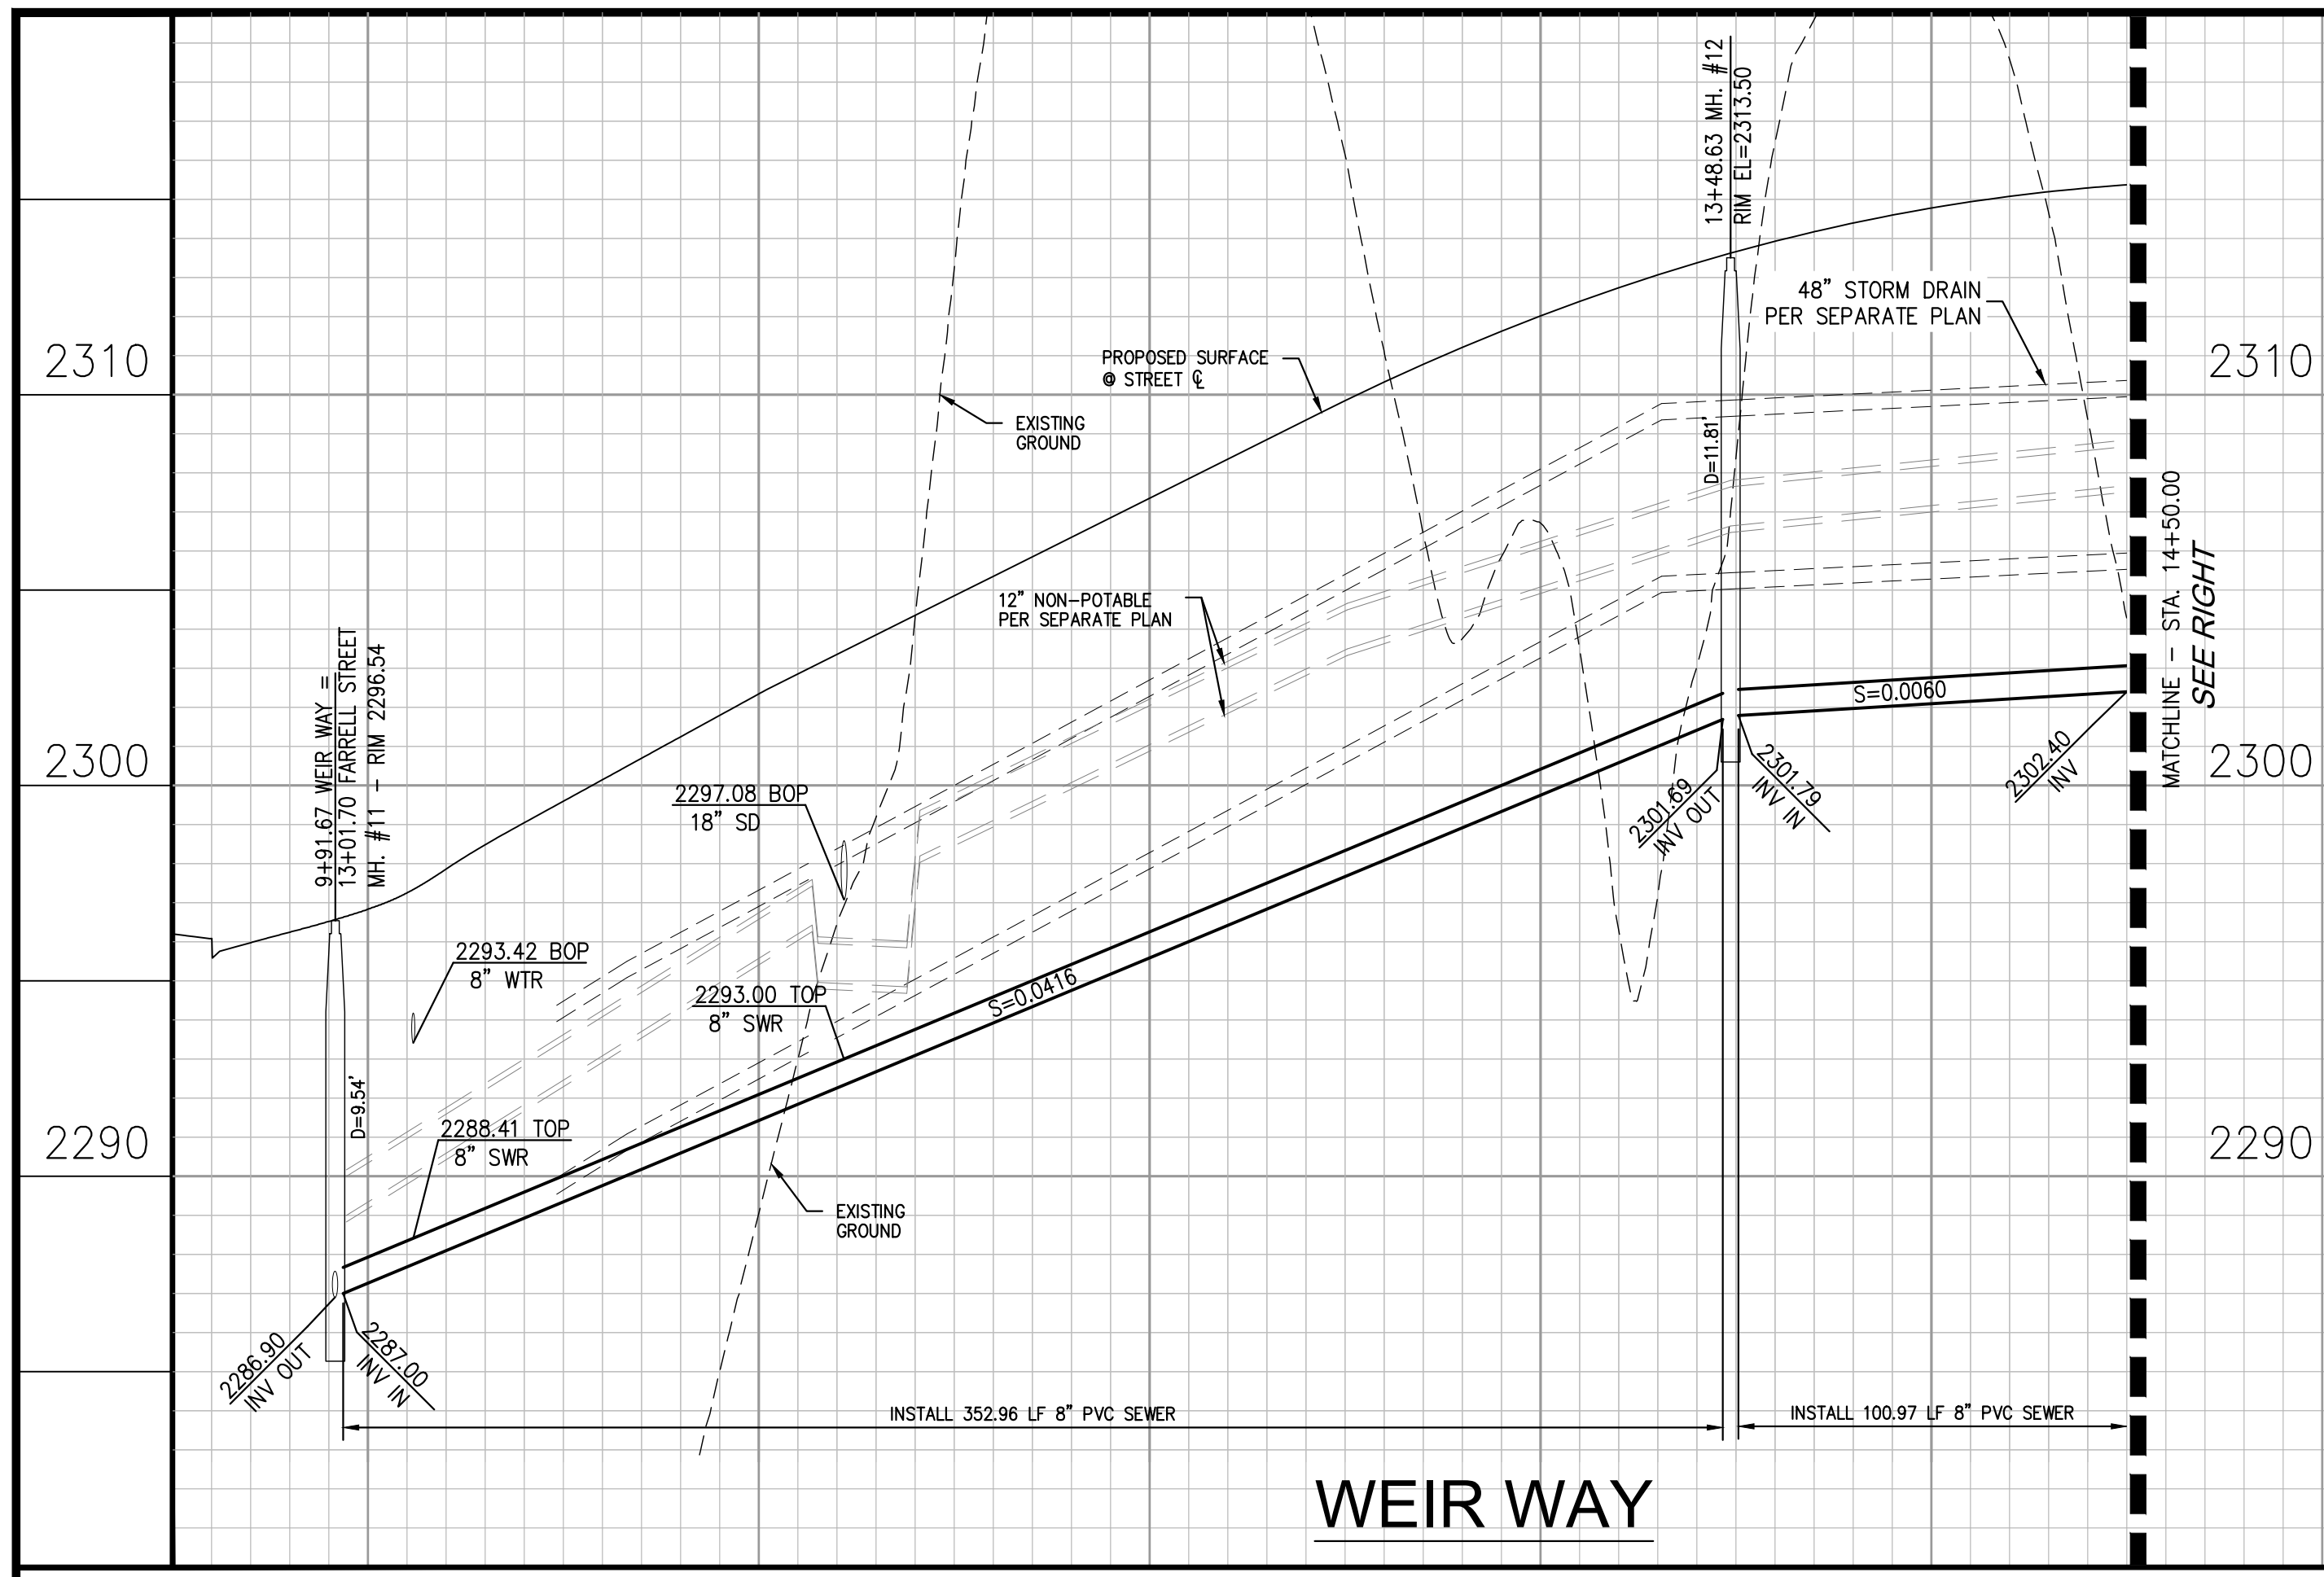 13+48.63 MH. #12
RIM EL=2313.50
48" STORM DRAIN
PER SEPARATE PLAN
2310
PROPOSED SURFACE
@ STREET ℄
2310
EXISTING
GROUND
D=11.81'
12" NON-POTABLE
PER SEPARATE PLAN
MATCHLINE - STA. 14+50.00
SEE RIGHT
9+91.67 WEIR WAY =
13+01.70 FARRELL STREET
MH. #11 - RIM 2296.54
S=0.0060
2300
2297.08 BOP
18" SD
2301.69
INV OUT
2301.79
INV IN
2302.40
INV
2300
2293.42 BOP
8" WTR
2293.00 TOP
8" SWR
S=0.0416
D=9.54'
2290
2288.41 TOP
8" SWR
2290
EXISTING
GROUND
2286.90
INV OUT
2287.00
INV IN
INSTALL 352.96 LF 8" PVC SEWER
INSTALL 100.97 LF 8" PVC SEWER
WEIR WAY